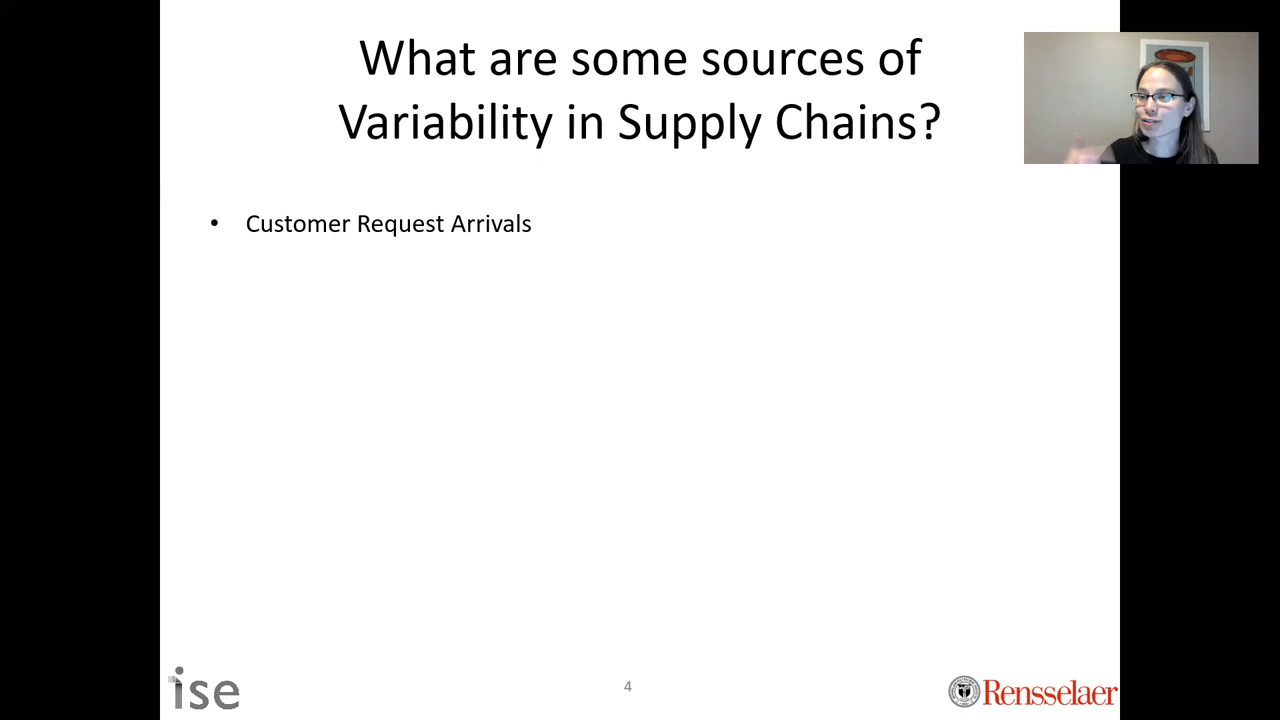 What are some sources of
Variability in Supply Chains?
• Customer Request Arrivals
ise
4
Rensselaer